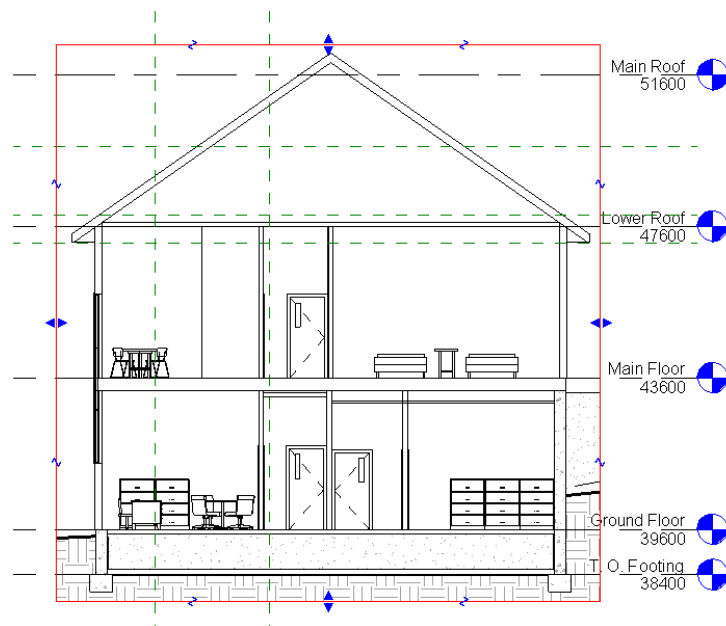 Main Roof
51600
Lower Roof
47600
Main Floor
43600
Ground Floor
39600
T. O. Footing
38400